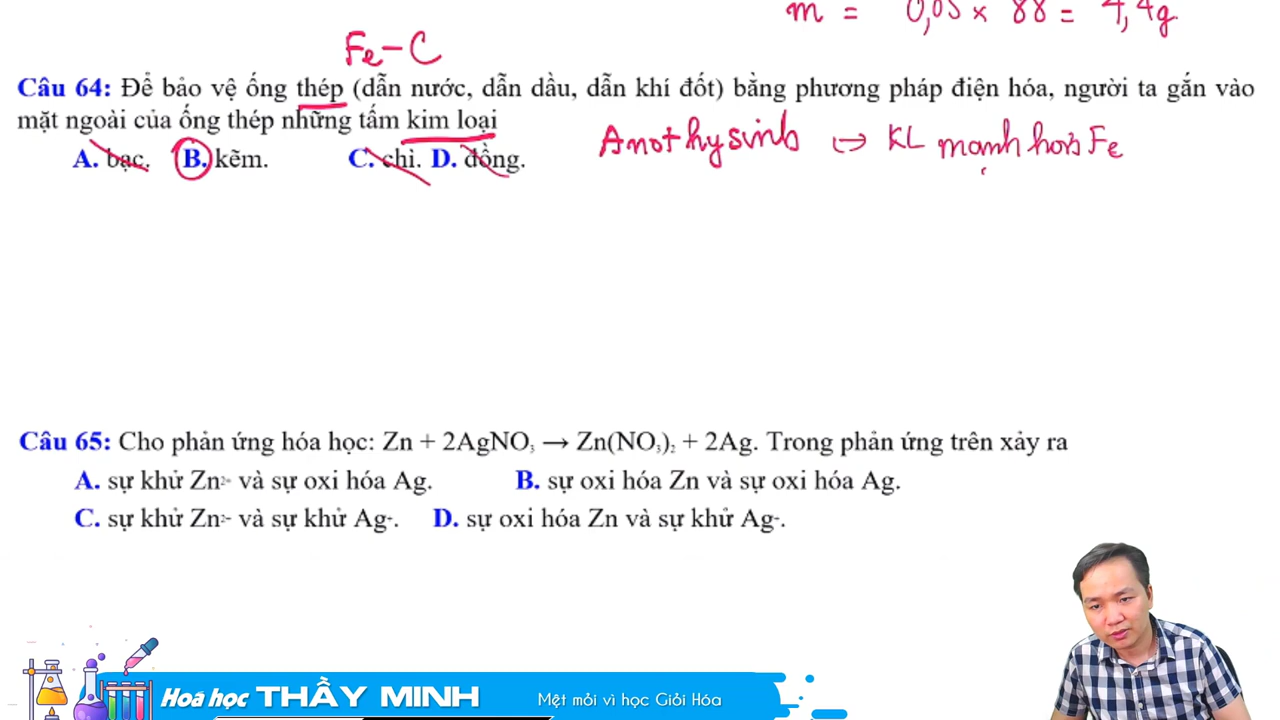 m = 0,05 × 88 = 4,4g
Fe – C
Câu 64: Để bảo vệ ống thép (dẫn nước, dẫn dầu, dẫn khí đốt) bằng phương pháp điện hóa, người ta gắn vào
mặt ngoài của ống thép những tấm kim loại
Anot hy sinh ↔ KL mạnh hơn Fe
A. bạc. B. kẽm. C. chì. D. đồng.
Câu 65: Cho phản ứng hóa học: Zn + 2AgNO₃ → Zn(NO₃)₂ + 2Ag. Trong phản ứng trên xảy ra
A. sự khử Zn²⁺ và sự oxi hóa Ag. B. sự oxi hóa Zn và sự oxi hóa Ag.
C. sự khử Zn²⁺ và sự khử Ag⁺. D. sự oxi hóa Zn và sự khử Ag⁺.
Hoá học THẦY MINH Mệt mỏi vì học Giỏi Hóa